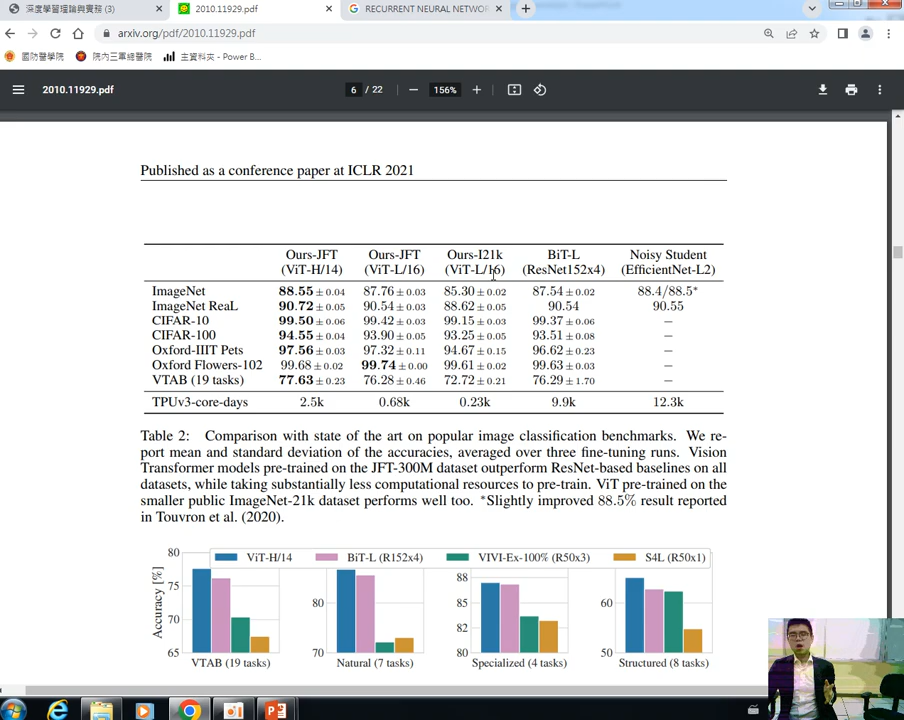 深度學習理論與實務 (3)
2010.11929.pdf
RECURRENT NEURAL NETWOR
arxiv.org/pdf/2010.11929.pdf
國防醫學院
院內三軍總醫院
主資料夾 - Power B...
2010.11929.pdf
6 / 22
156%
Published as a conference paper at ICLR 2021
Ours-JFT Ours-JFT Ours-I21k BiT-L Noisy Student
(ViT-H/14) (ViT-L/16) (ViT-L/16) (ResNet152x4) (EfficientNet-L2)
ImageNet 88.55 ± 0.04 87.76 ± 0.03 85.30 ± 0.02 87.54 ± 0.02 88.4/88.5*
ImageNet ReaL 90.72 ± 0.05 90.54 ± 0.03 88.62 ± 0.05 90.54 90.55
CIFAR-10 99.50 ± 0.06 99.42 ± 0.03 99.15 ± 0.03 99.37 ± 0.06 –
CIFAR-100 94.55 ± 0.04 93.90 ± 0.05 93.25 ± 0.05 93.51 ± 0.08 –
Oxford-IIIT Pets 97.56 ± 0.03 97.32 ± 0.11 94.67 ± 0.15 96.62 ± 0.23 –
Oxford Flowers-102 99.68 ± 0.02 99.74 ± 0.00 99.61 ± 0.02 99.63 ± 0.03 –
VTAB (19 tasks) 77.63 ± 0.23 76.28 ± 0.46 72.72 ± 0.21 76.29 ± 1.70 –
TPUv3-core-days 2.5k 0.68k 0.23k 9.9k 12.3k
Table 2: Comparison with state of the art on popular image classification benchmarks. We re-
port mean and standard deviation of the accuracies, averaged over three fine-tuning runs. Vision
Transformer models pre-trained on the JFT-300M dataset outperform ResNet-based baselines on all
datasets, while taking substantially less computational resources to pre-train. ViT pre-trained on the
smaller public ImageNet-21k dataset performs well too. *Slightly improved 88.5% result reported
in Touvron et al. (2020).
ViT-H/14 BiT-L (R152x4) VIVI-Ex-100% (R50x3) S4L (R50x1)
Accuracy [%]
80
75
70
65
VTAB (19 tasks)
80
70
Natural (7 tasks)
88
85
82
80
Specialized (4 tasks)
60
50
Structured (8 tasks)